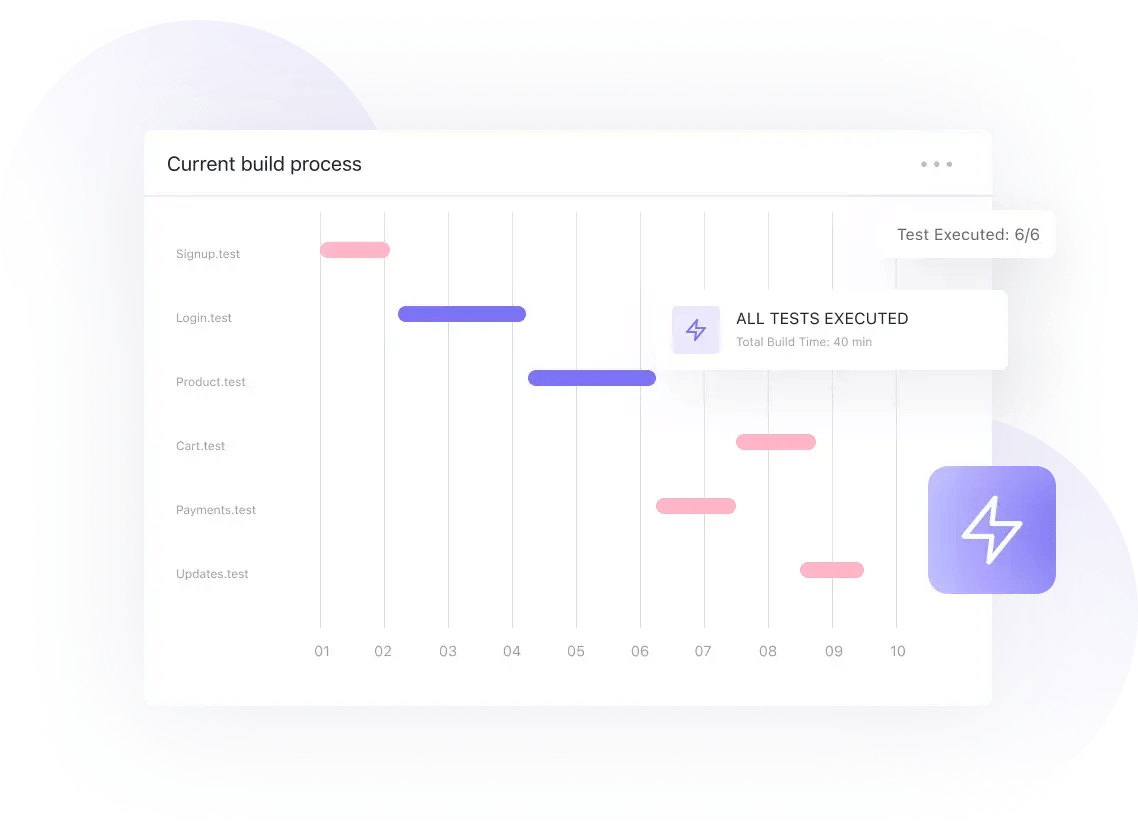 Current build process
Test Executed: 6/6
Signup.test
Login.test
ALL TESTS EXECUTED
Total Build Time: 40 min
Product.test
Cart.test
Payments.test
Updates.test
01 02 03 04 05 06 07 08 09 10